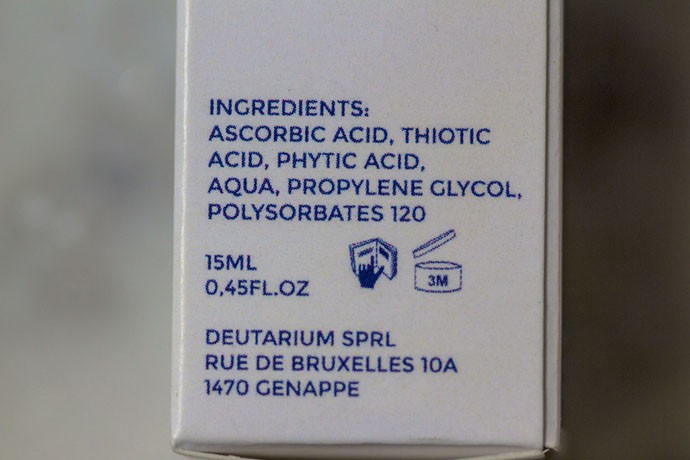 INGREDIENTS:
ASCORBIC ACID, THIOTIC
ACID, PHYTIC ACID,
AQUA, PROPYLENE GLYCOL,
POLYSORBATES 120
15ML
0,45FL.OZ
3M
DEUTARIUM SPRL
RUE DE BRUXELLES 10A
1470 GENAPPE